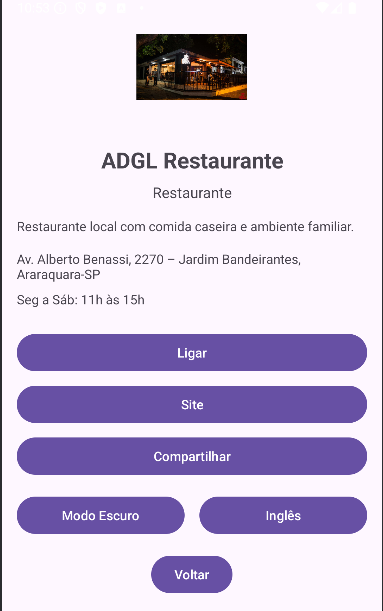 ADGL Restaurante
Restaurante
Restaurante local com comida caseira e ambiente familiar.
Av. Alberto Benassi, 2270 – Jardim Bandeirantes,
Araraquara-SP
Seg a Sáb: 11h às 15h
Ligar
Site
Compartilhar
Modo Escuro
Inglês
Voltar